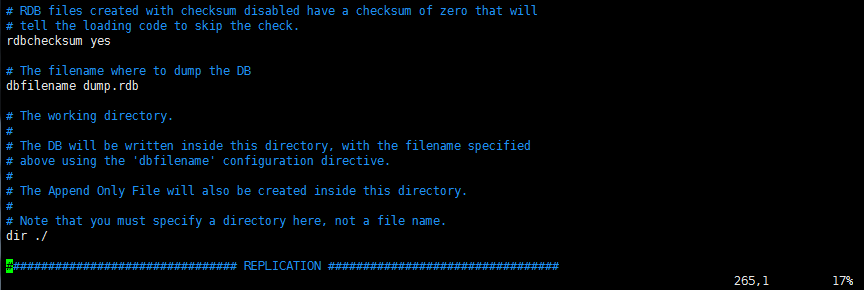 # RDB files created with checksum disabled have a checksum of zero that will
# tell the loading code to skip the check.
rdbchecksum yes
# The filename where to dump the DB
dbfilename dump.rdb
# The working directory.
#
# The DB will be written inside this directory, with the filename specified
# above using the 'dbfilename' configuration directive.
#
# The Append Only File will also be created inside this directory.
#
# Note that you must specify a directory here, not a file name.
dir ./
################################# REPLICATION #################################
265,1 17%